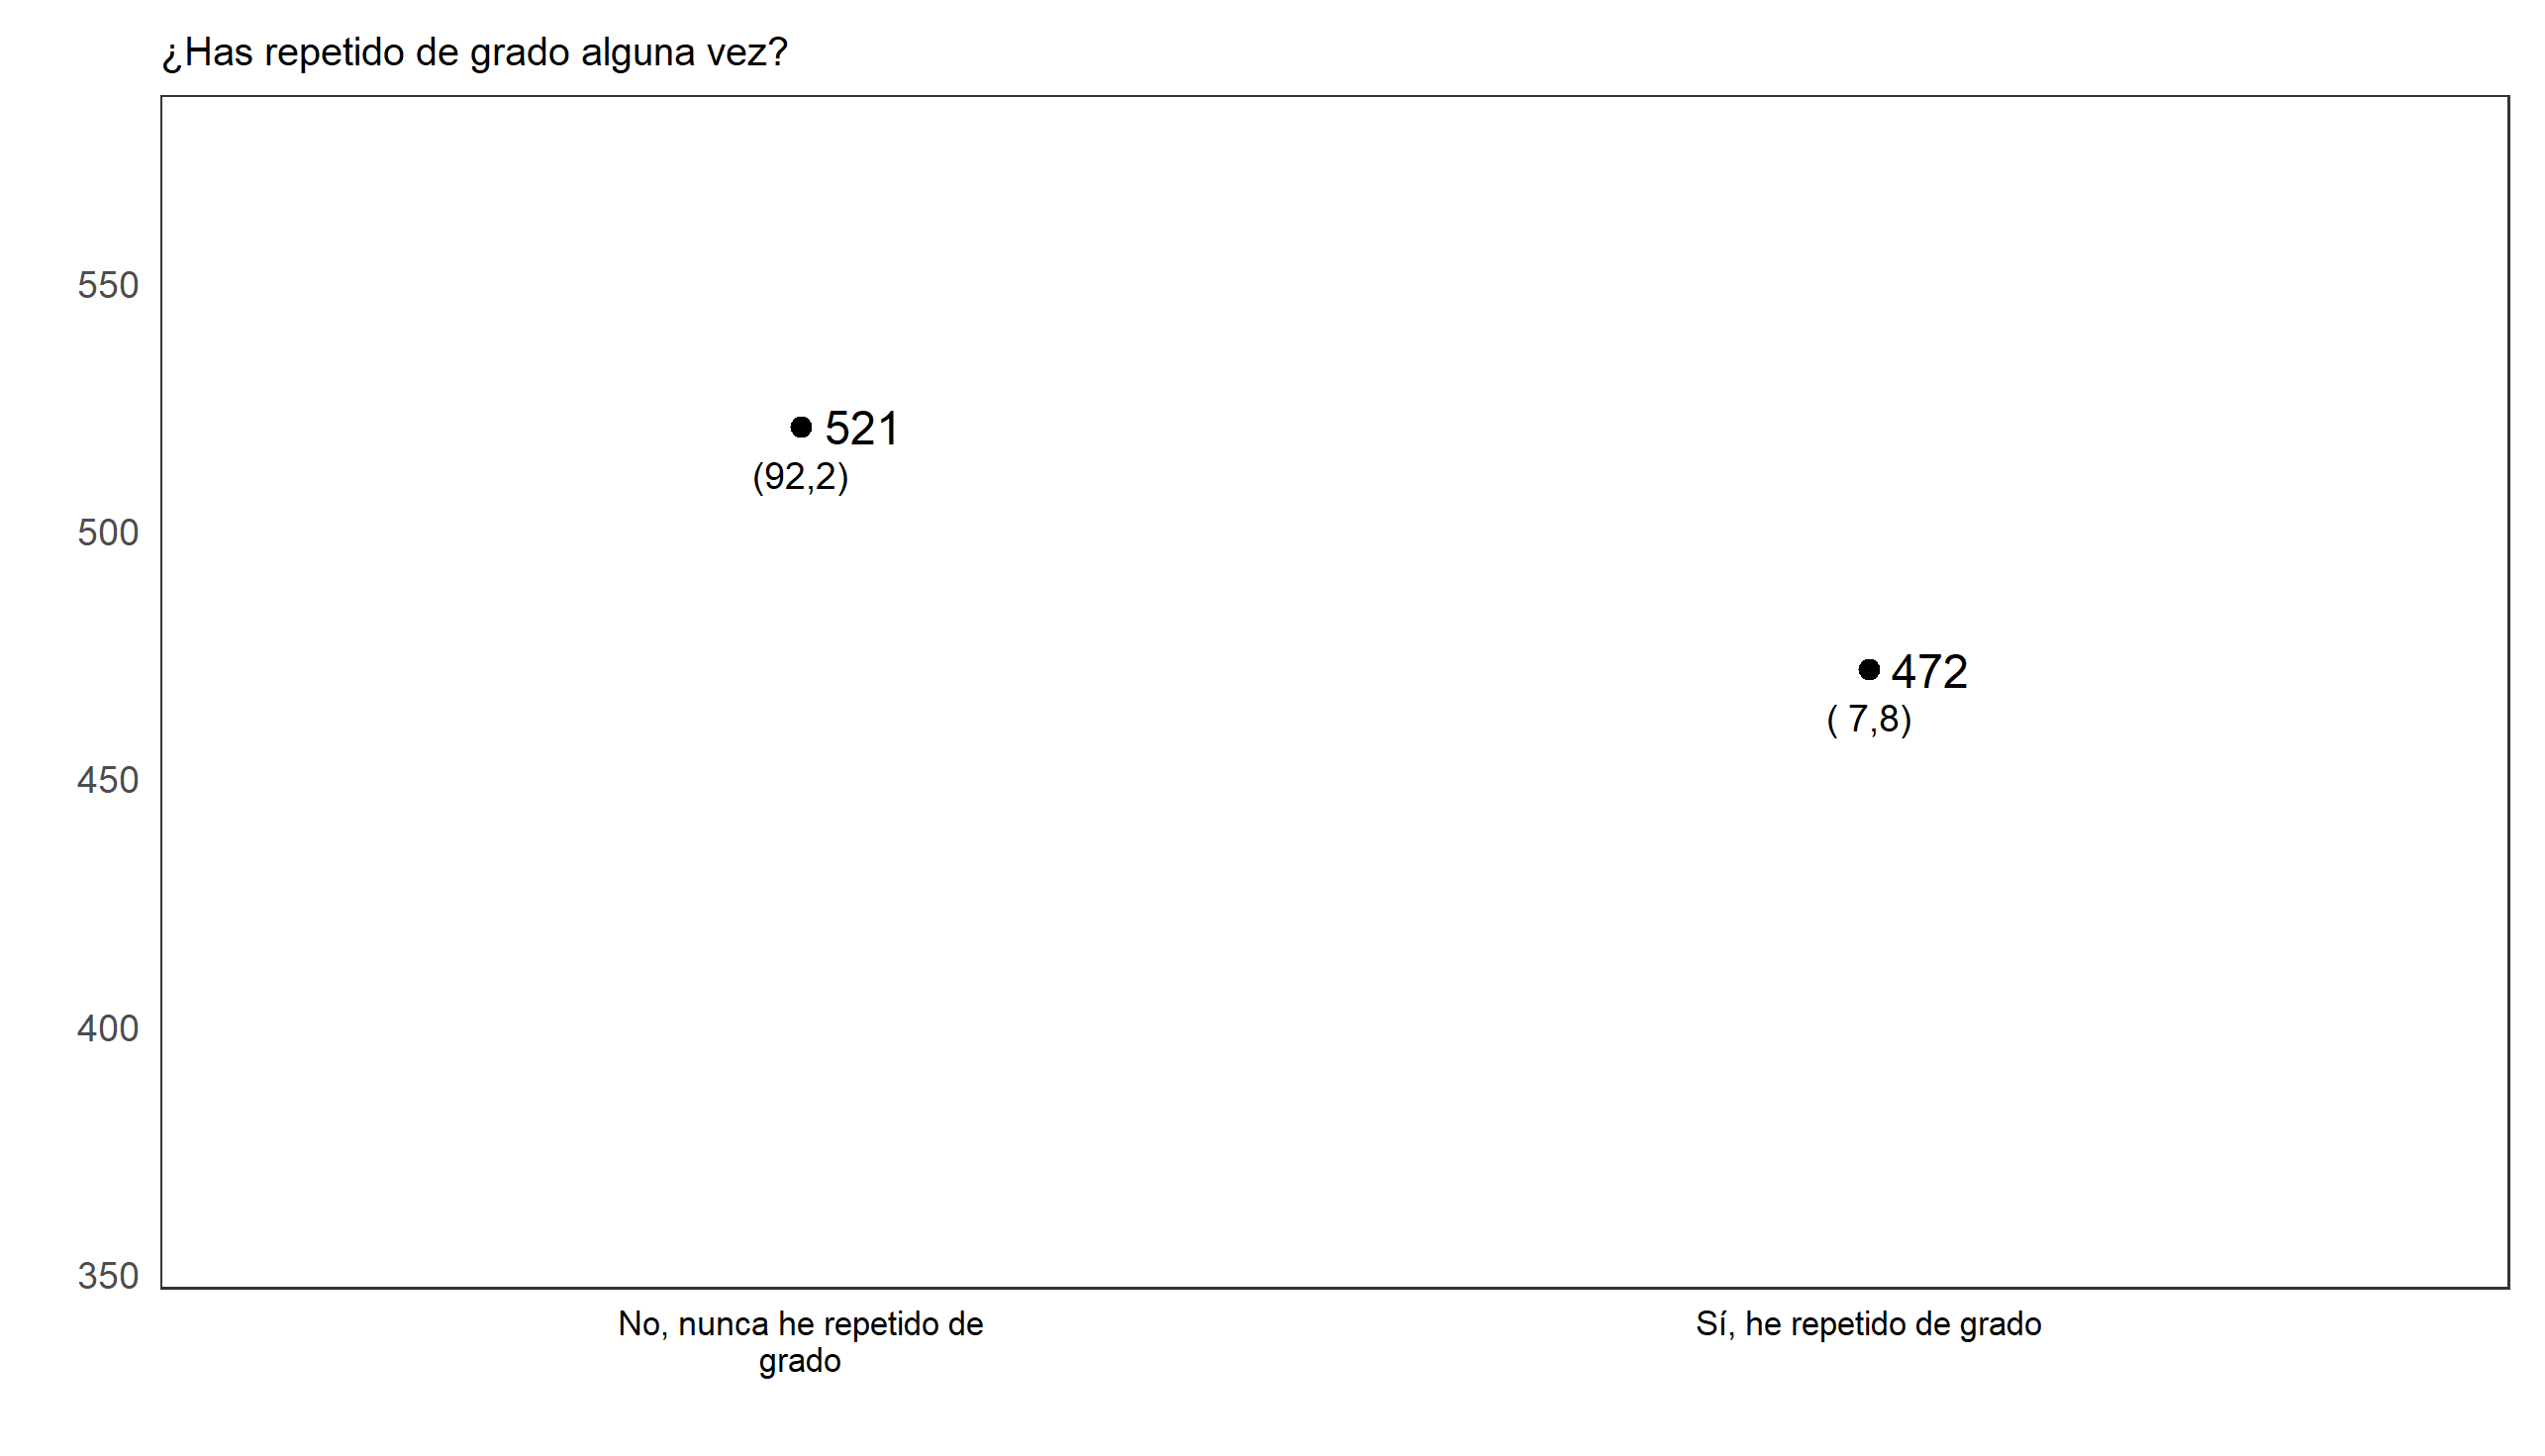 ¿Has repetido de grado alguna vez?
550
521
(92,2)
500
472
( 7,8)
450
400
350
No, nunca he repetido de
grado
Sí, he repetido de grado